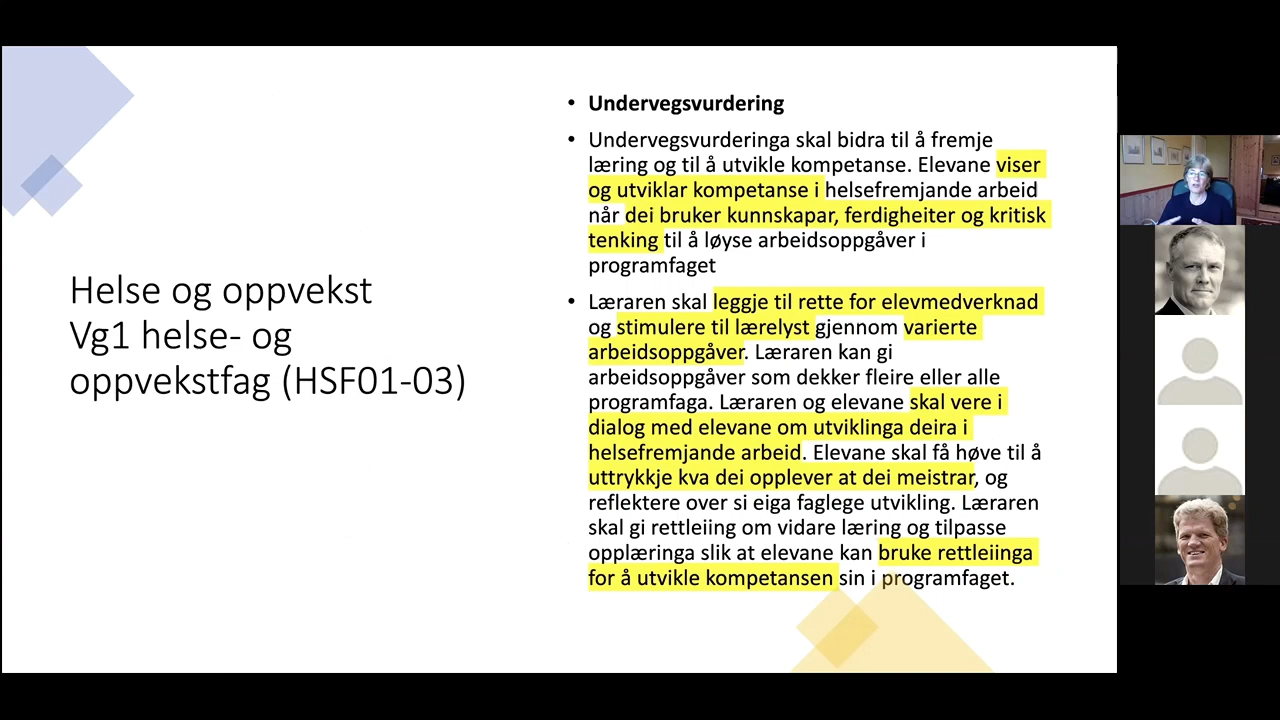 Helse og oppvekst
Vg1 helse- og
oppvekstfag (HSF01-03)
• Undervegsvurdering
• Undervegsvurderinga skal bidra til å fremje
læring og til å utvikle kompetanse. Elevane viser
og utviklar kompetanse i helsefremjande arbeid
når dei bruker kunnskapar, ferdigheiter og kritisk
tenking til å løyse arbeidsoppgåver i
programfaget
• Læraren skal leggje til rette for elevmedverknad
og stimulere til lærelyst gjennom varierte
arbeidsoppgåver. Læraren kan gi
arbeidsoppgåver som dekker fleire eller alle
programfaga. Læraren og elevane skal vere i
dialog med elevane om utviklinga deira i
helsefremjande arbeid. Elevane skal få høve til å
uttrykkje kva dei opplever at dei meistrar, og
reflektere over si eiga faglege utvikling. Læraren
skal gi rettleiing om vidare læring og tilpasse
opplæringa slik at elevane kan bruke rettleiinga
for å utvikle kompetansen sin i programfaget.